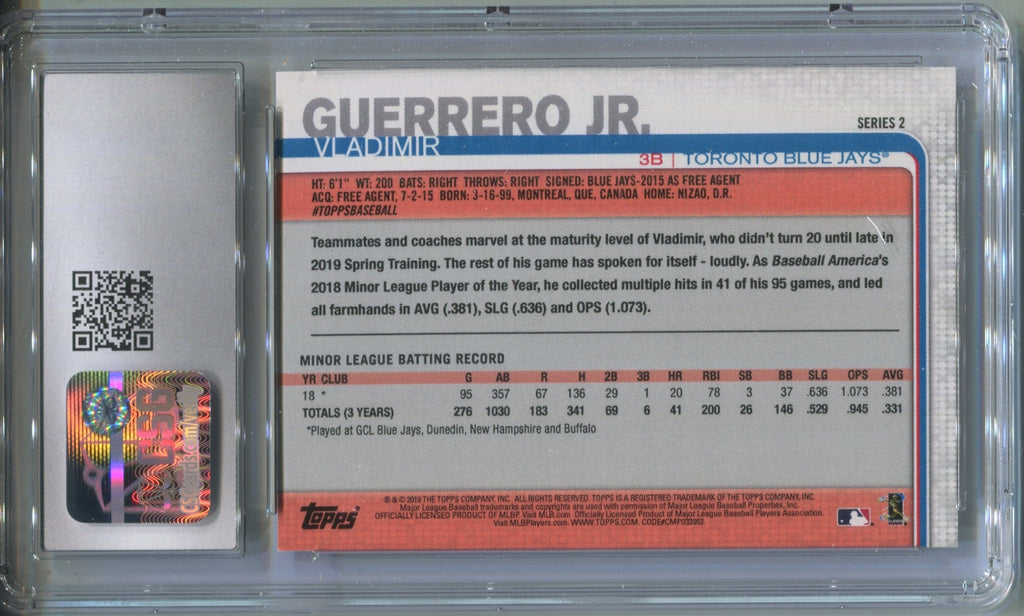 GUERRERO JR.
VLADIMIR
SERIES 2
3B | TORONTO BLUE JAYS®
HT: 6'1" WT: 200 BATS: RIGHT THROWS: RIGHT SIGNED: BLUE JAYS-2015 AS FREE AGENT
ACQ: FREE AGENT, 7-2-15 BORN: 3-16-99, MONTREAL, QUE, CANADA HOME: NIZAO, D.R.
#TOPPSBASEBALL
Teammates and coaches marvel at the maturity level of Vladimir, who didn't turn 20 until late in
2019 Spring Training. The rest of his game has spoken for itself - loudly. As Baseball America's
2018 Minor League Player of the Year, he collected multiple hits in 41 of his 95 games, and led
all farmhands in AVG (.381), SLG (.636) and OPS (1.073).
MINOR LEAGUE BATTING RECORD
YR CLUB G AB R H 2B 3B HR RBI SB BB SLG OPS AVG
18 * 95 357 67 136 29 1 20 78 3 37 .636 1.073 .381
TOTALS (3 YEARS) 276 1030 183 341 69 6 41 200 26 146 .529 .945 .331
*Played at GCL Blue Jays, Dunedin, New Hampshire and Buffalo
topps®
® & © 2019 THE TOPPS COMPANY, INC. ALL RIGHTS RESERVED. TOPPS IS A REGISTERED TRADEMARK OF THE TOPPS COMPANY, INC.
Major League Baseball trademarks and copyrights are used with permission of Major League Baseball Properties, Inc.
OFFICIALLY LICENSED PRODUCT OF MLBP. Visit MLB.com Officially Licensed Product of Major League Baseball Players Association.
Visit MLBPlayers.com. WWW.TOPPS.COM. CODE#CMP033962
CSG